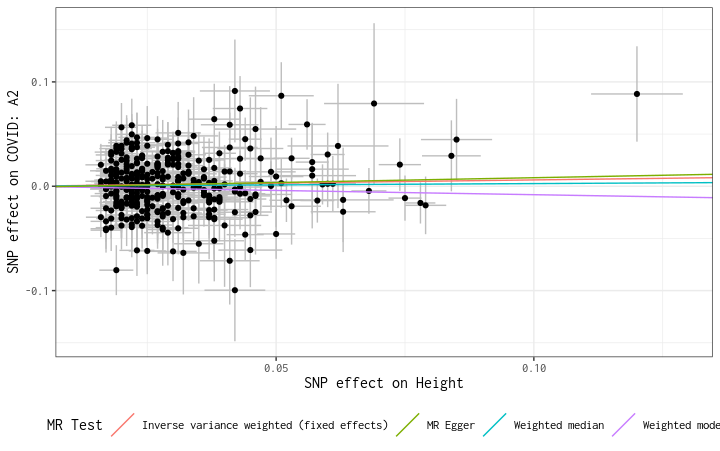 SNP effect on COVID: A2
0.1
0.0
−0.1
0.05
0.10
SNP effect on Height
MR Test
Inverse variance weighted (fixed effects)
MR Egger
Weighted median
Weighted mode